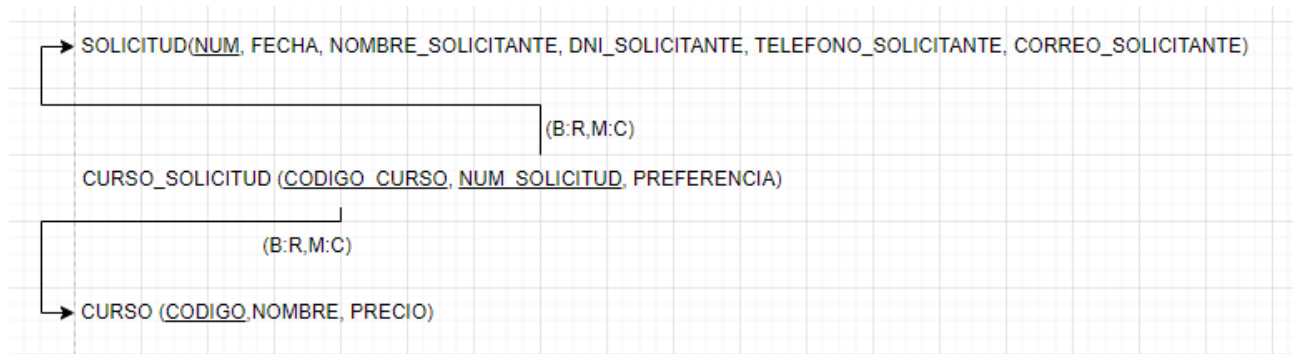 SOLICITUD(NUM, FECHA, NOMBRE_SOLICITANTE, DNI_SOLICITANTE, TELEFONO_SOLICITANTE, CORREO_SOLICITANTE)
(B:R,M:C)
CURSO_SOLICITUD (CODIGO_CURSO, NUM_SOLICITUD, PREFERENCIA)
(B:R,M:C)
CURSO (CODIGO,NOMBRE, PRECIO)